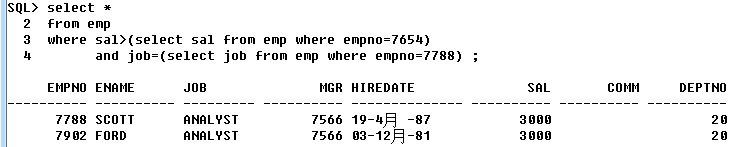 SQL> select *
  2  from emp
  3  where sal>(select sal from emp where empno=7654)
  4        and job=(select job from emp where empno=7788) ;
     EMPNO ENAME      JOB              MGR HIREDATE              SAL       COMM     DEPTNO
---------- ---------- --------- ---------- -------------- ---------- ---------- ----------
      7788 SCOTT      ANALYST         7566 19-4月 -87           3000                    20
      7902 FORD       ANALYST         7566 03-12月-81           3000                    20